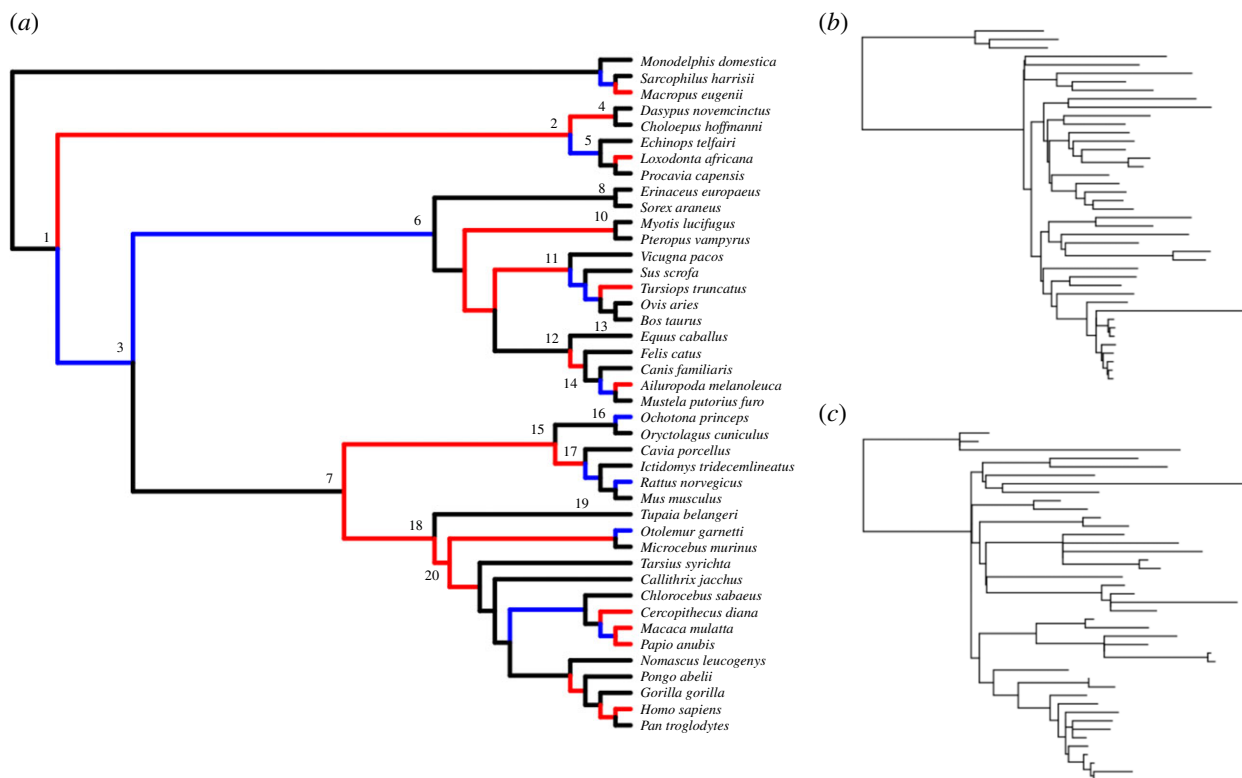 (a)
(b)
(c)
Monodelphis domestica
Sarcophilus harrisii
Macropus eugenii
4
Dasypus novemcinctus
2
Choloepus hoffmanni
5
Echinops telfairi
Loxodonta africana
Procavia capensis
8
Erinaceus europaeus
Sorex araneus
6
10
Myotis lucifugus
1
Pteropus vampyrus
11
Vicugna pacos
Sus scrofa
Tursiops truncatus
Ovis aries
Bos taurus
13
12
Equus caballus
3
Felis catus
Canis familiaris
14
Ailuropoda melanoleuca
Mustela putorius furo
16
Ochotona princeps
15
Oryctolagus cuniculus
17
Cavia porcellus
Ictidomys tridecemlineatus
7
Rattus norvegicus
Mus musculus
19
Tupaia belangeri
18
Otolemur garnetti
Microcebus murinus
Tarsius syrichta
20
Callithrix jacchus
Chlorocebus sabaeus
Cercopithecus diana
Macaca mulatta
Papio anubis
Nomascus leucogenys
Pongo abelii
Gorilla gorilla
Homo sapiens
Pan troglodytes